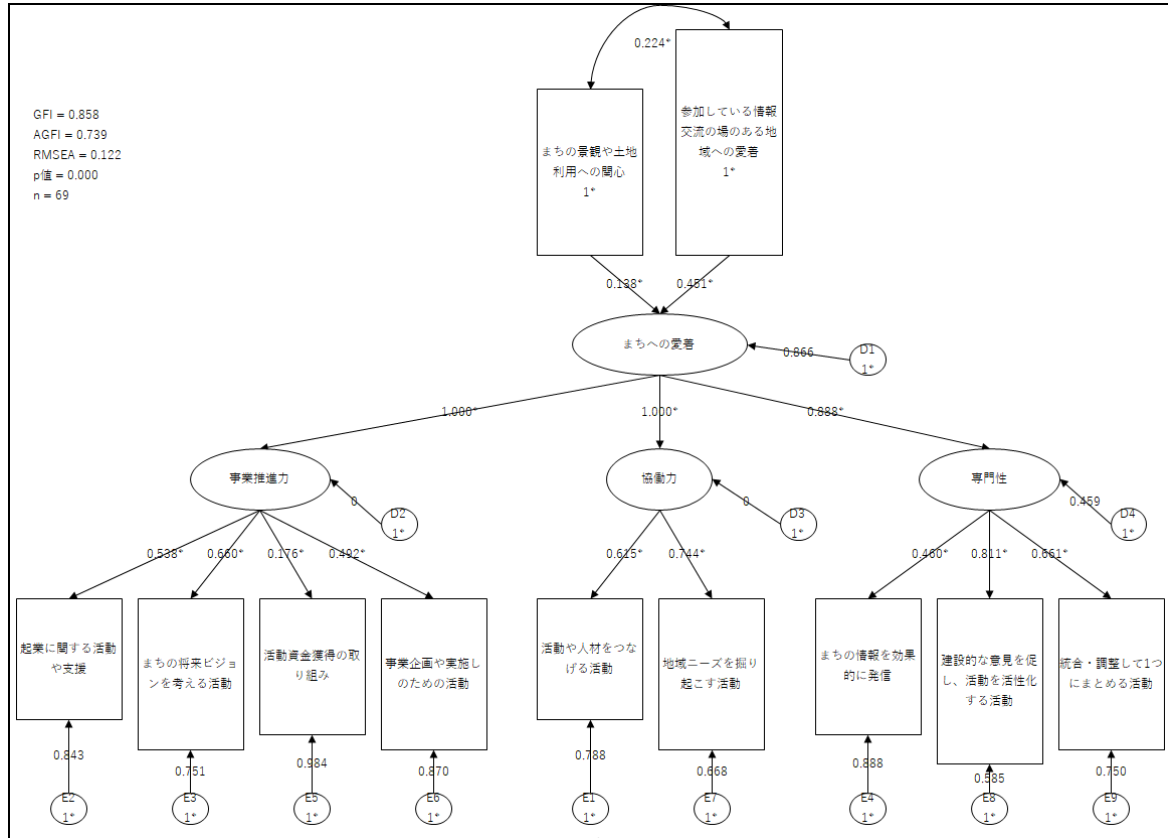 0.224*
GFI = 0.858
AGFI = 0.739
RMSEA = 0.122
p値 = 0.000
n = 69
まちの景観や土地
利用への関心
1*
参加している情報
交流の場のある地
域への愛着
1*
0.138*
0.451*
まちへの愛着
0.866
D1
1*
1.000*
1.000*
0.888*
事業推進力
協働力
専門性
0
D2
1*
0
D3
1*
0.459
D4
1*
0.538*
0.660*
0.176*
0.492*
0.615*
0.744*
0.460*
0.811*
0.661*
起業に関する活動
や支援
まちの将来ビジョ
ンを考える活動
活動資金獲得の取
り組み
事業企画や実施し
のための活動
活動や人材をつな
げる活動
地域ニーズを掘り
起こす活動
まちの情報を効果
的に発信
建設的な意見を促
し、活動を活性化
する活動
統合・調整して1つ
にまとめる活動
0.843
0.751
0.984
0.870
0.788
0.668
0.888
0.585
0.750
E2
1*
E3
1*
E5
1*
E6
1*
E1
1*
E7
1*
E4
1*
E8
1*
E9
1*